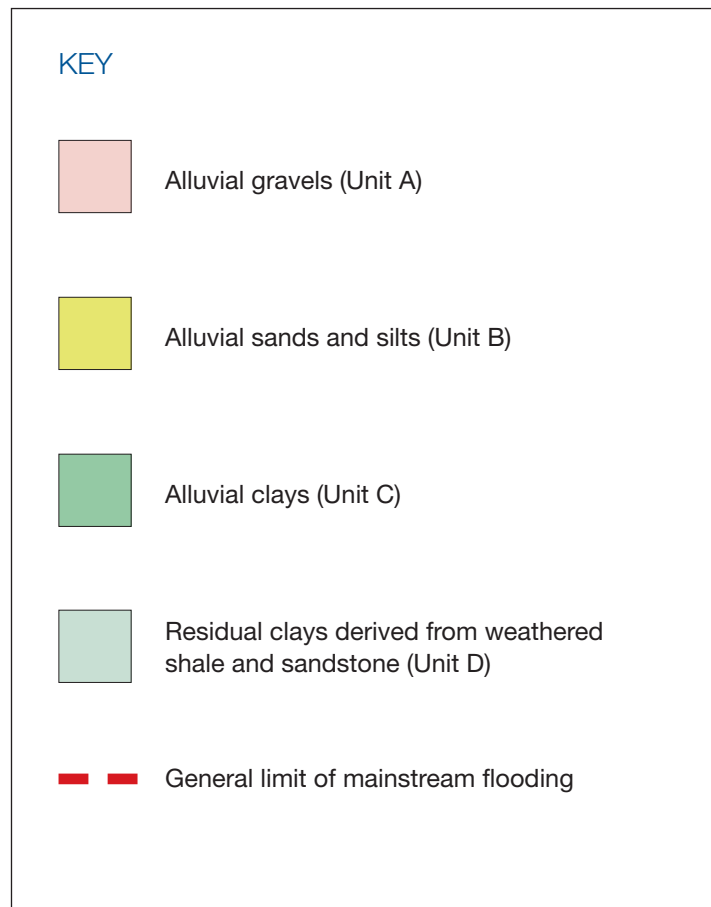 KEY
Alluvial gravels (Unit A)
Alluvial sands and silts (Unit B)
Alluvial clays (Unit C)
Residual clays derived from weathered
shale and sandstone (Unit D)
General limit of mainstream flooding